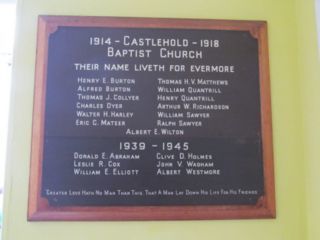 1914 - CASTLEHOLD - 1918
BAPTIST CHURCH
THEIR NAME LIVETH FOR EVERMORE
HENRY E. BURTON THOMAS H.V. MATTHEWS
ALFRED BURTON WILLIAM QUANTRILL
THOMAS J. COLLYER HENRY QUANTRILL
CHARLES DYER ARTHUR W. RICHARDSON
WALTER H. HARLEY WILLIAM SAWYER
ERIC C. MATEER RALPH SAWYER
ALBERT E. WILTON
1939 - 1945
DONALD E. ABRAHAM CLIVE O. HOLMES
LESLIE R. COX JOHN V. WADHAM
WILLIAM E. ELLIOTT ALBERT WESTMORE
GREATER LOVE HATH NO MAN THAN THIS, THAT A MAN LAY DOWN HIS LIFE FOR HIS FRIENDS